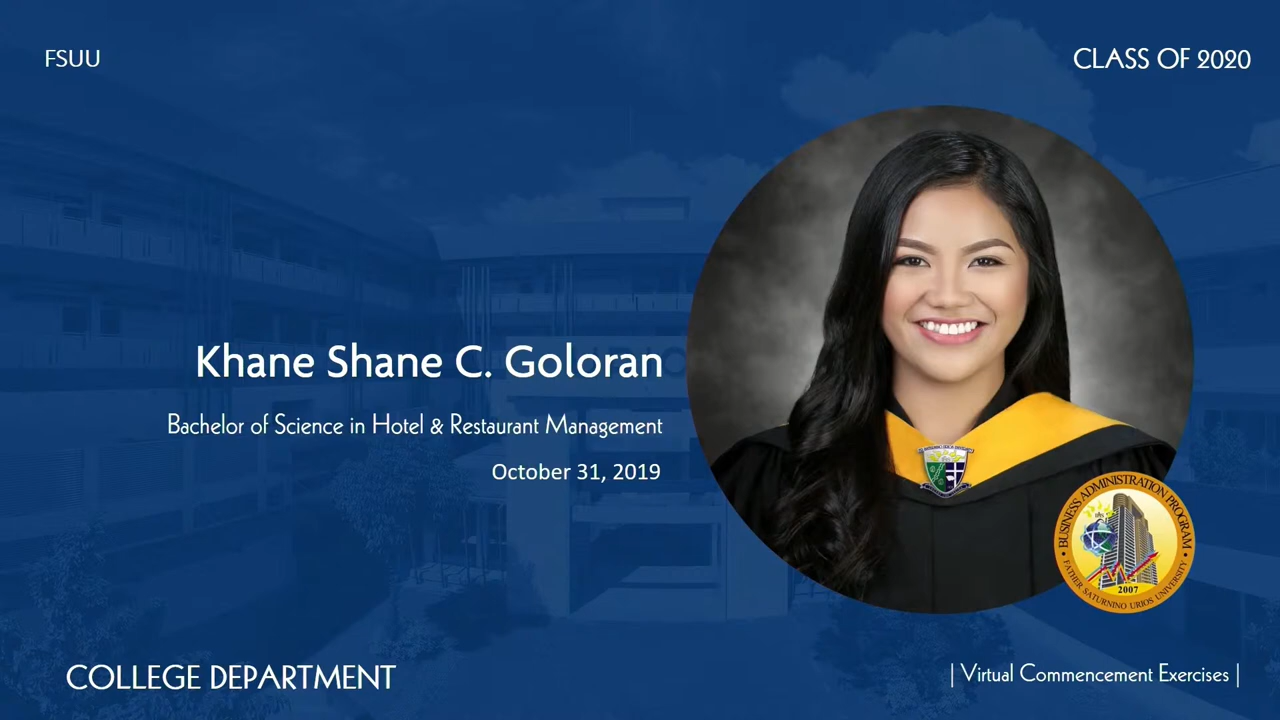 FSUU
CLASS OF 2020
Khane Shane C. Goloran
Bachelor of Science in Hotel & Restaurant Management
October 31, 2019
BUSINESS ADMINISTRATION PROGRAM
2007
FATHER SATURNINO URIOS UNIVERSITY
COLLEGE DEPARTMENT
| Virtual Commencement Exercises |